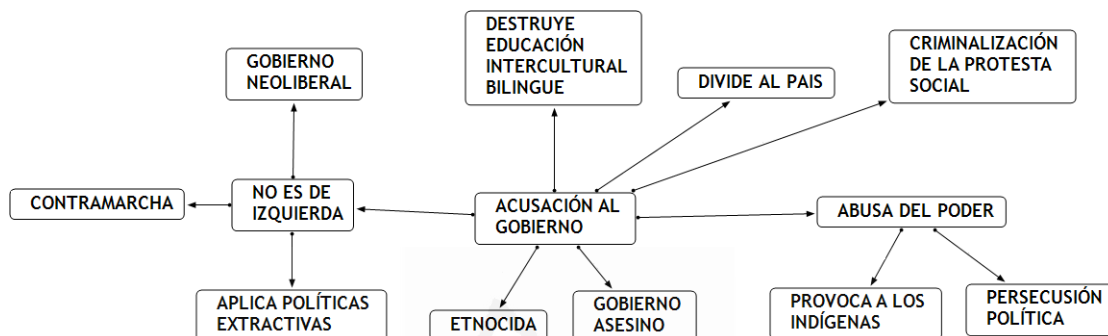 DESTRUYE
EDUCACIÓN
INTERCULTURAL
BILINGUE
CRIMINALIZACIÓN
DE LA PROTESTA
SOCIAL
GOBIERNO
NEOLIBERAL
DIVIDE AL PAIS
CONTRAMARCHA
NO ES DE
IZQUIERDA
ACUSACIÓN AL
GOBIERNO
ABUSA DEL PODER
APLICA POLÍTICAS
EXTRACTIVAS
ETNOCIDA
GOBIERNO
ASESINO
PROVOCA A LOS
INDÍGENAS
PERSECUSIÓN
POLÍTICA